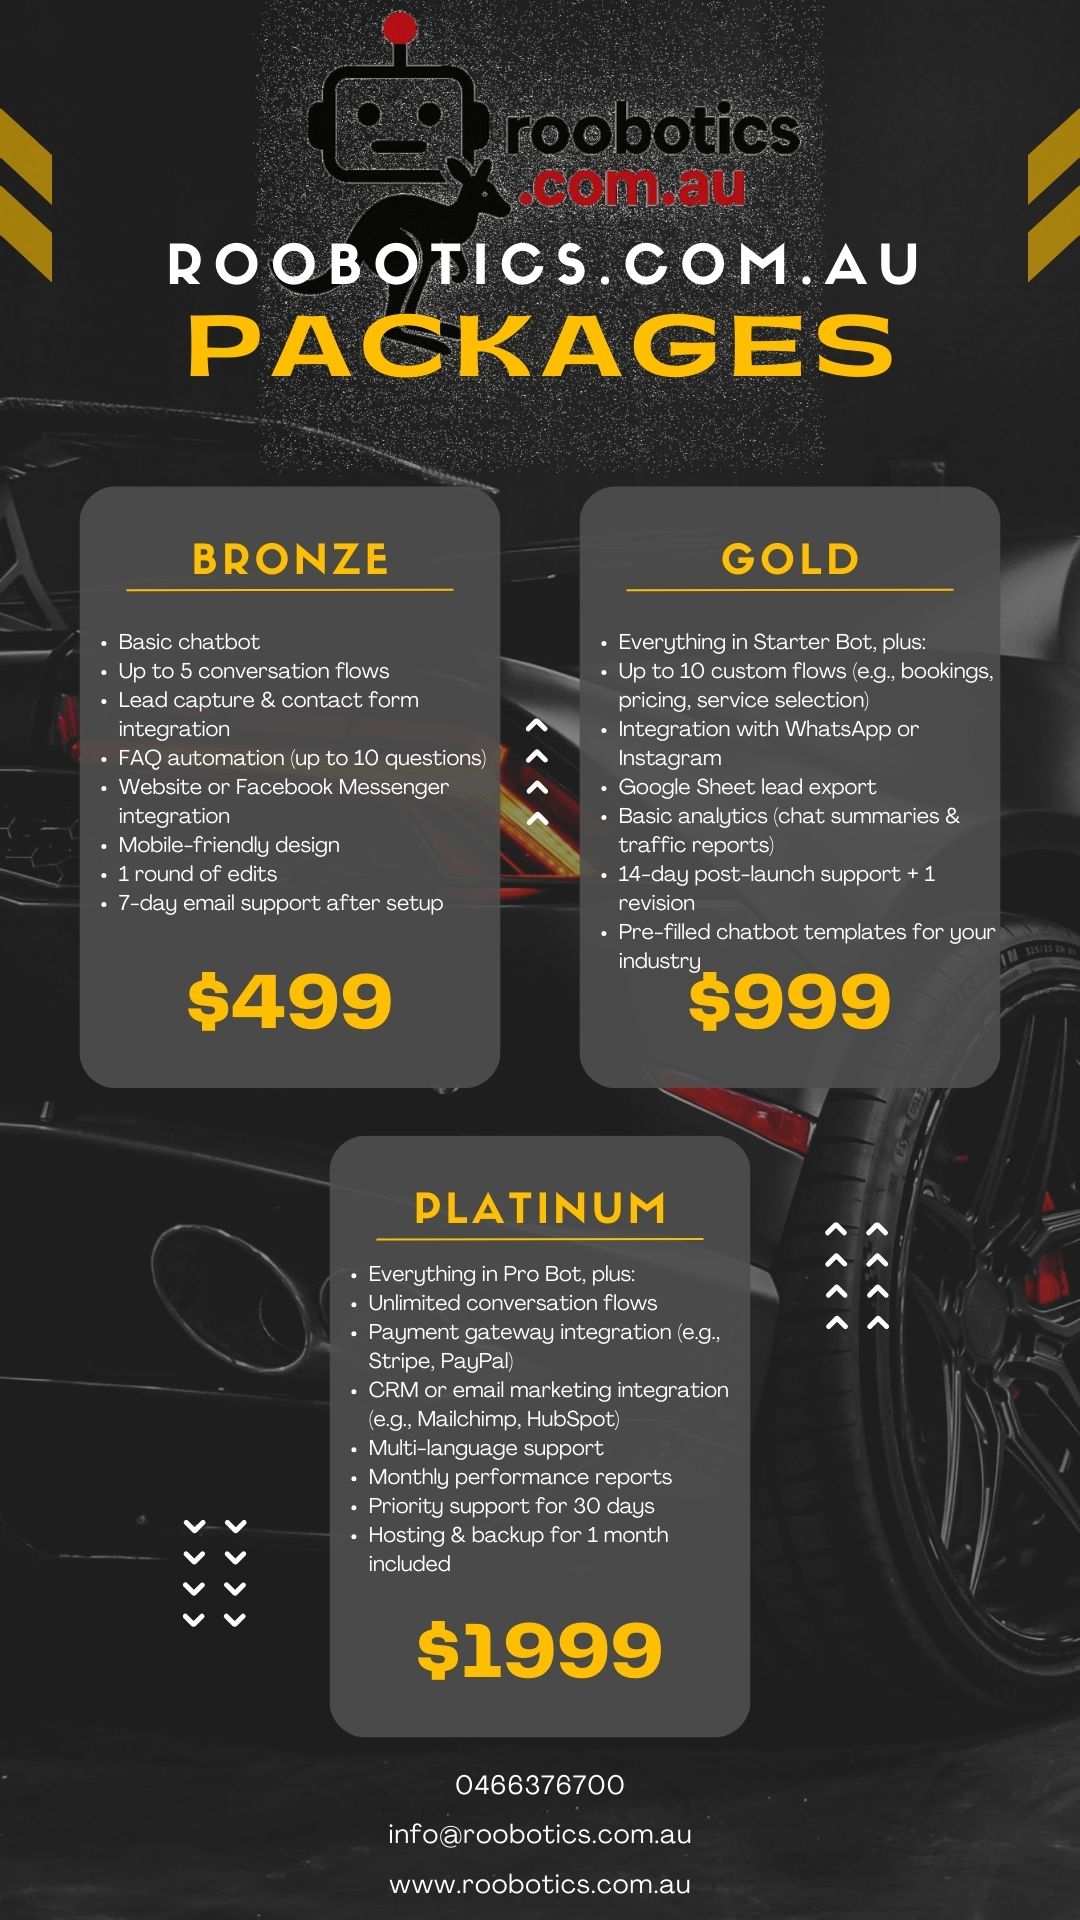 roobotics
.com.au
ROOBOTICS.COM.AU
PACKAGES
BRONZE
• Basic chatbot
• Up to 5 conversation flows
• Lead capture & contact form
integration
• FAQ automation (up to 10 questions)
• Website or Facebook Messenger
integration
• Mobile-friendly design
• 1 round of edits
• 7-day email support after setup
$499
GOLD
• Everything in Starter Bot, plus:
• Up to 10 custom flows (e.g., bookings,
pricing, service selection)
• Integration with WhatsApp or
Instagram
• Google Sheet lead export
• Basic analytics (chat summaries &
traffic reports)
• 14-day post-launch support + 1
revision
• Pre-filled chatbot templates for your
industry
$999
PLATINUM
• Everything in Pro Bot, plus:
• Unlimited conversation flows
• Payment gateway integration (e.g.,
Stripe, PayPal)
• CRM or email marketing integration
(e.g., Mailchimp, HubSpot)
• Multi-language support
• Monthly performance reports
• Priority support for 30 days
• Hosting & backup for 1 month
included
$1999
0466376700
info@roobotics.com.au
www.roobotics.com.au